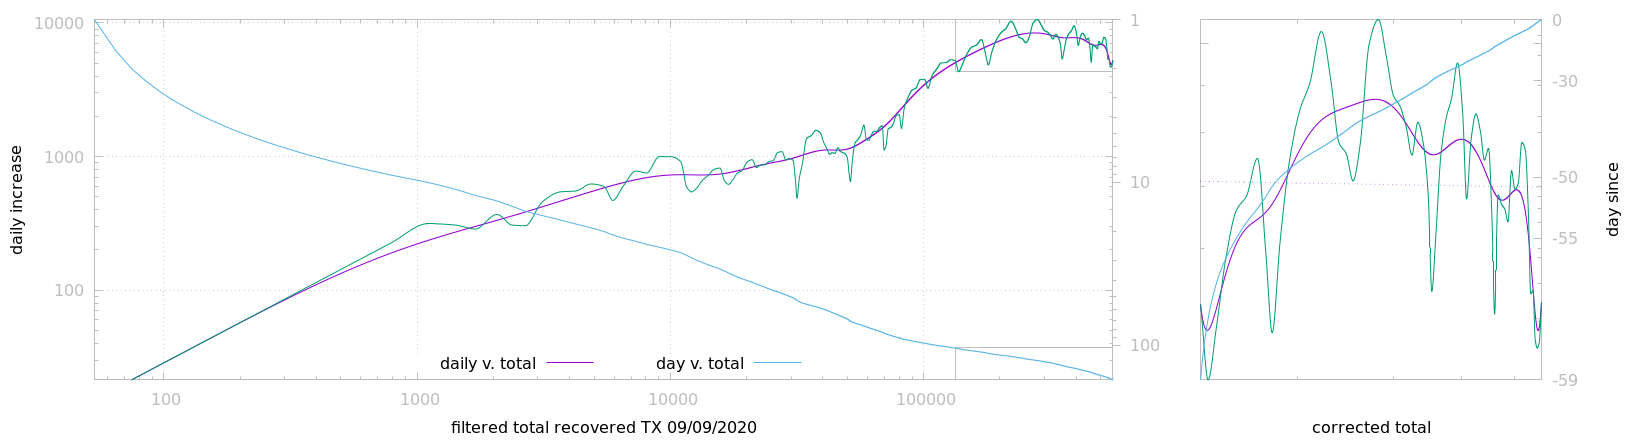 10000
1000
100
daily increase
100
1000
10000
100000
filtered total recovered TX 09/09/2020
daily v. total
day v. total
1
10
100
0
-30
-50
-55
-59
day since
corrected total